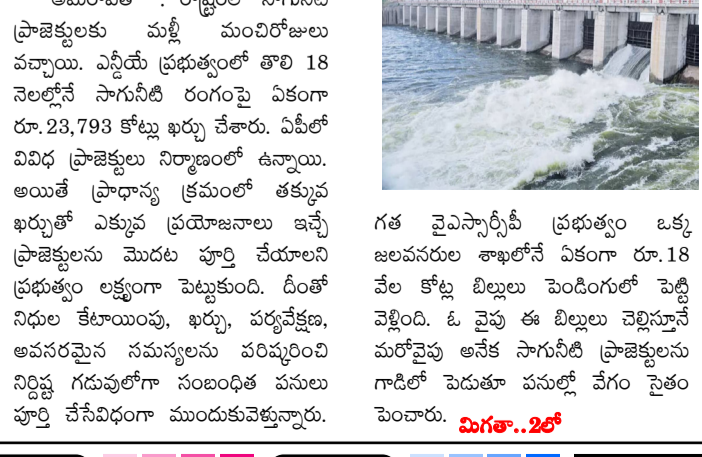 ప్రాజెక్టులకు మళ్లీ మంచిరోజులు
వచ్చాయి. ఎన్డీయే ప్రభుత్వంలో తొలి 18
నెలల్లోనే సాగునీటి రంగంపై ఏకంగా
రూ.23,793 కోట్లు ఖర్చు చేశారు. ఏపీలో
వివిధ ప్రాజెక్టులు నిర్మాణంలో ఉన్నాయి.
అయితే ప్రాధాన్య క్రమంలో తక్కువ
ఖర్చుతో ఎక్కువ ప్రయోజనాలు ఇచ్చే
ప్రాజెక్టులను మొదట పూర్తి చేయాలని
ప్రభుత్వం లక్ష్యంగా పెట్టుకుంది. దీంతో
నిధుల కేటాయింపు, ఖర్చు, పర్యవేక్షణ,
అవసరమైన సమస్యలను పరిష్కరించి
నిర్దిష్ట గడువులోగా సంబంధిత పనులు
పూర్తి చేసేవిధంగా ముందుకువెళ్తున్నారు.
గత వైఎస్సార్సీపీ ప్రభుత్వం ఒక్క
జలవనరుల శాఖలోనే ఏకంగా రూ.18
వేల కోట్ల బిల్లులు పెండింగులో పెట్టి
వెళ్లింది. ఓ వైపు ఈ బిల్లులు చెల్లిస్తూనే
మరోవైపు అనేక సాగునీటి ప్రాజెక్టులను
గాడిలో పెడుతూ పనుల్లో వేగం సైతం
పెంచారు. మిగతా..2లో